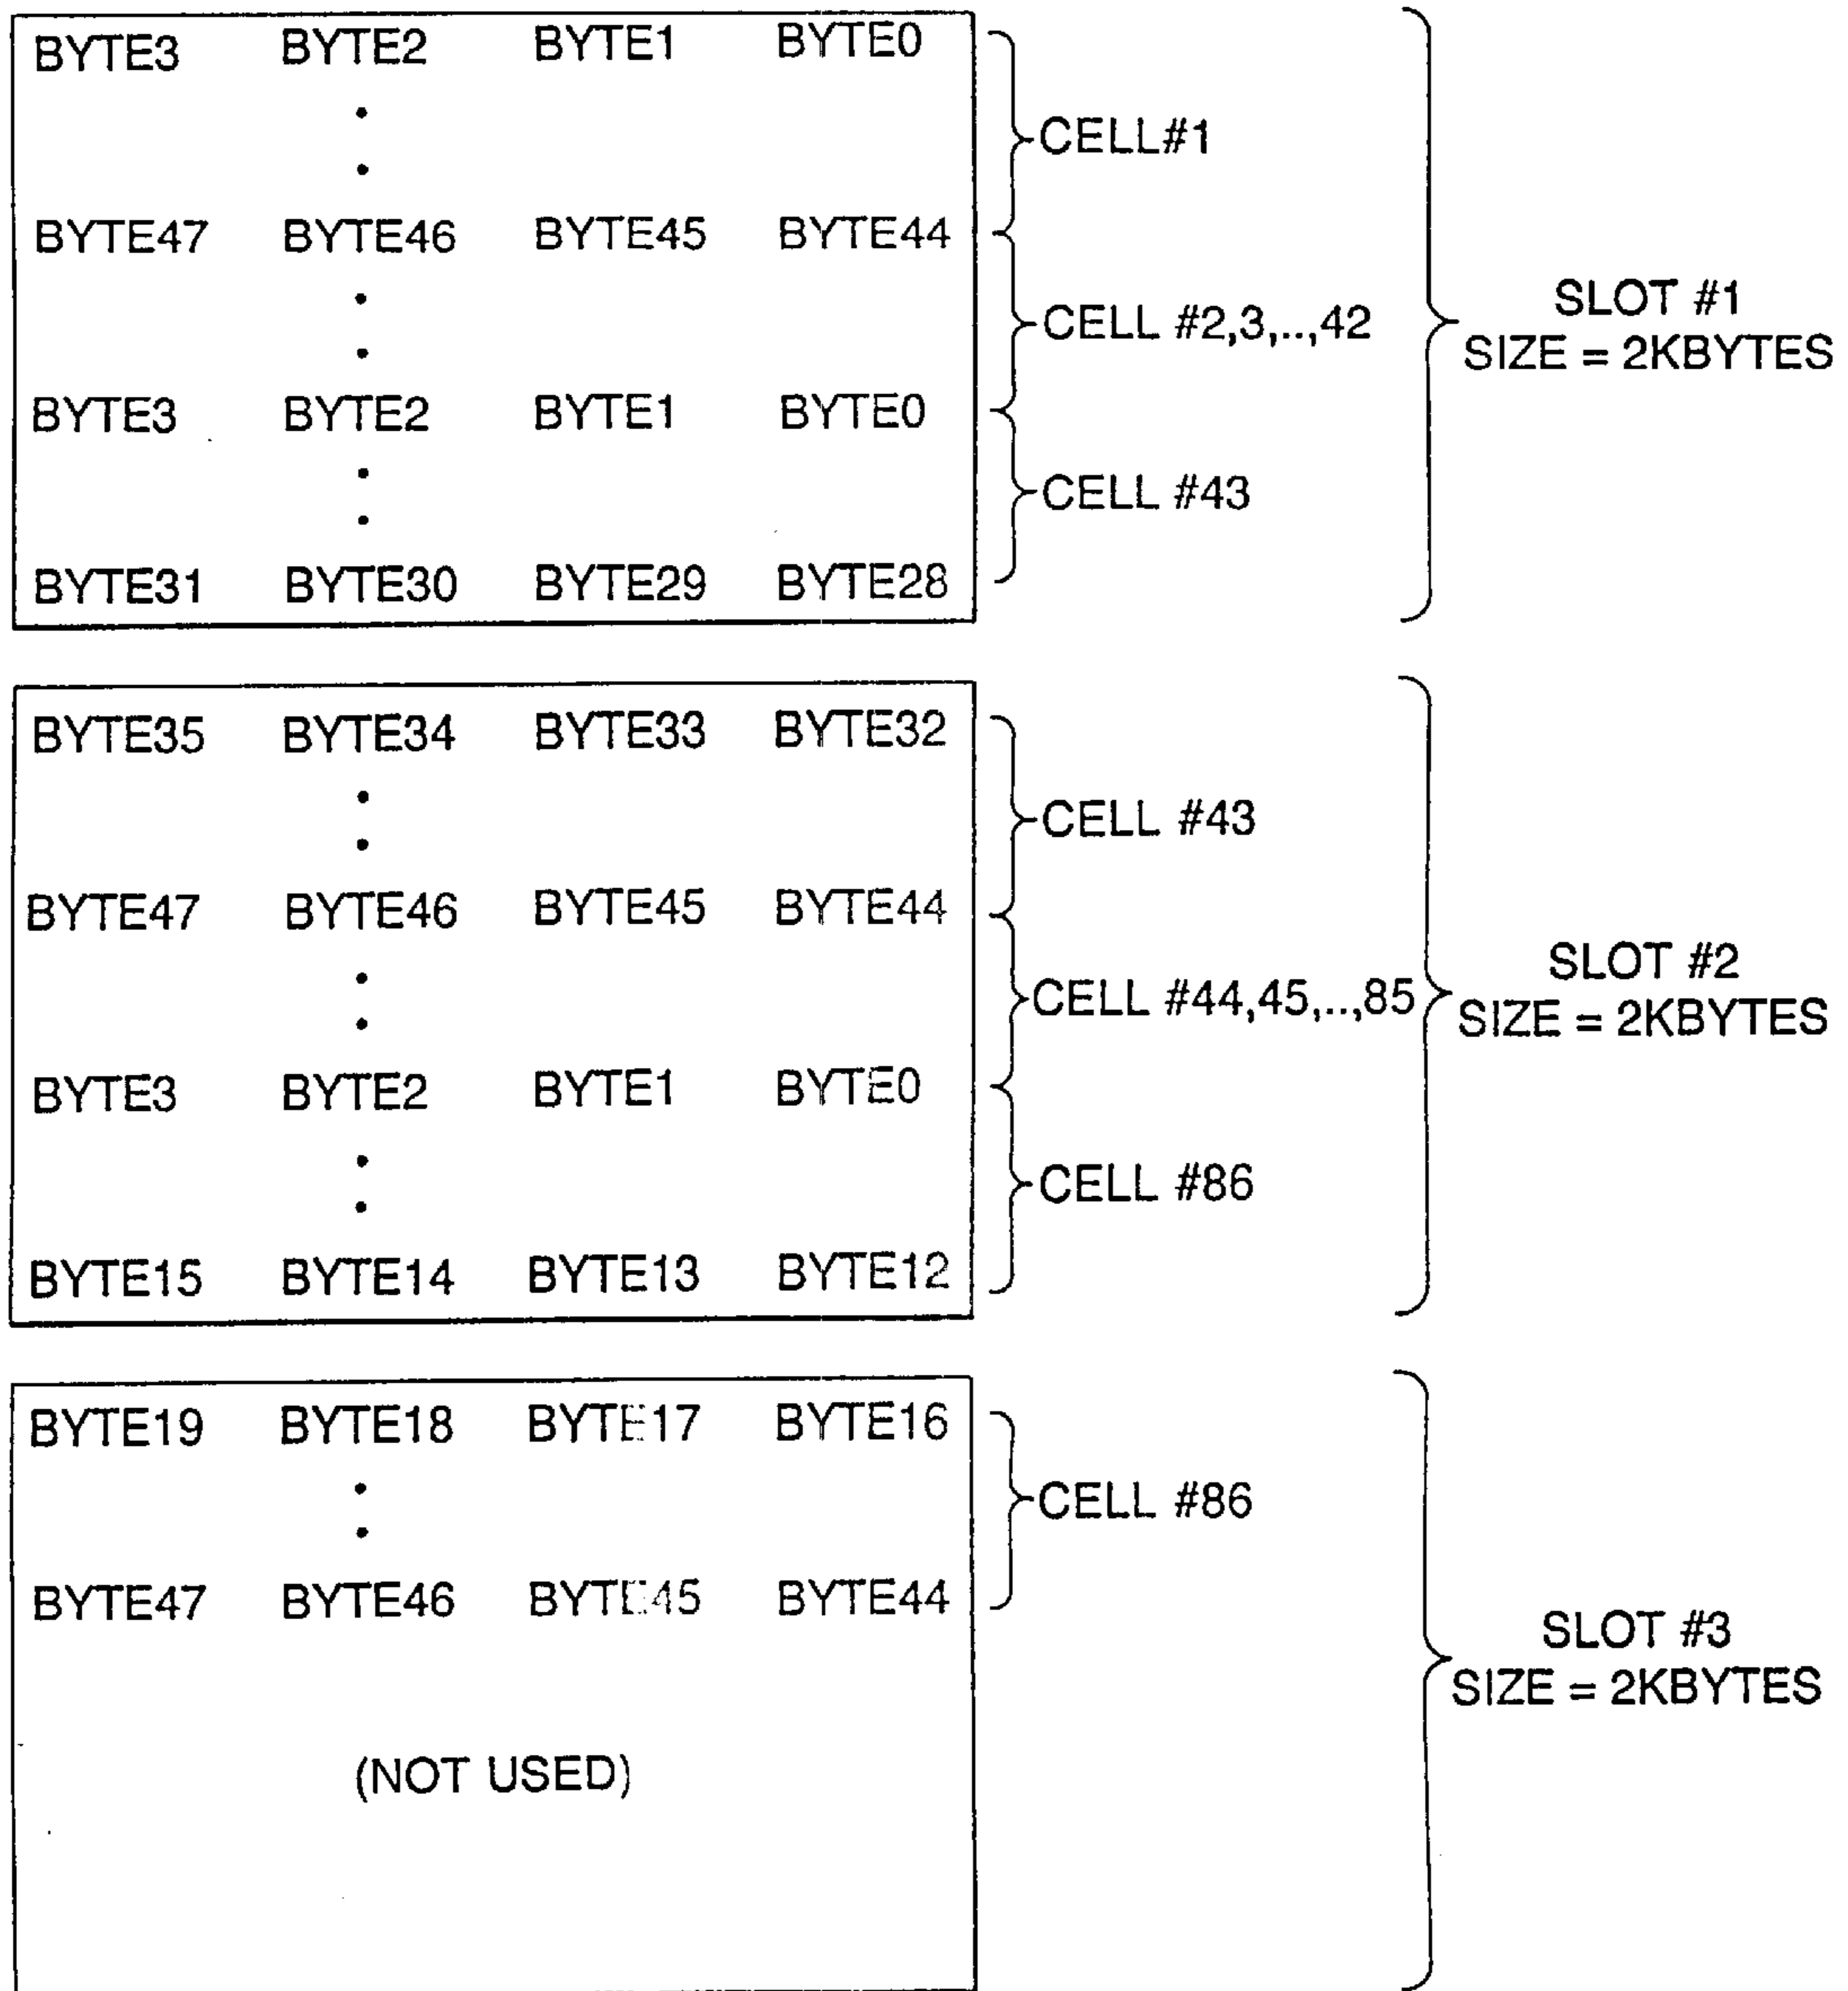 BYTE3 BYTE2 BYTE1 BYTE0
CELL#1
BYTE47 BYTE46 BYTE45 BYTE44
CELL #2,3,..,42
SLOT #1
SIZE = 2KBYTES
BYTE3 BYTE2 BYTE1 BYTE0
CELL #43
BYTE31 BYTE30 BYTE29 BYTE28
BYTE35 BYTE34 BYTE33 BYTE32
CELL #43
BYTE47 BYTE46 BYTE45 BYTE44
CELL #44,45,..,85
SLOT #2
SIZE = 2KBYTES
BYTE3 BYTE2 BYTE1 BYTE0
CELL #86
BYTE15 BYTE14 BYTE13 BYTE12
BYTE19 BYTE18 BYTE17 BYTE16
CELL #86
BYTE47 BYTE46 BYTE45 BYTE44
SLOT #3
SIZE = 2KBYTES
(NOT USED)